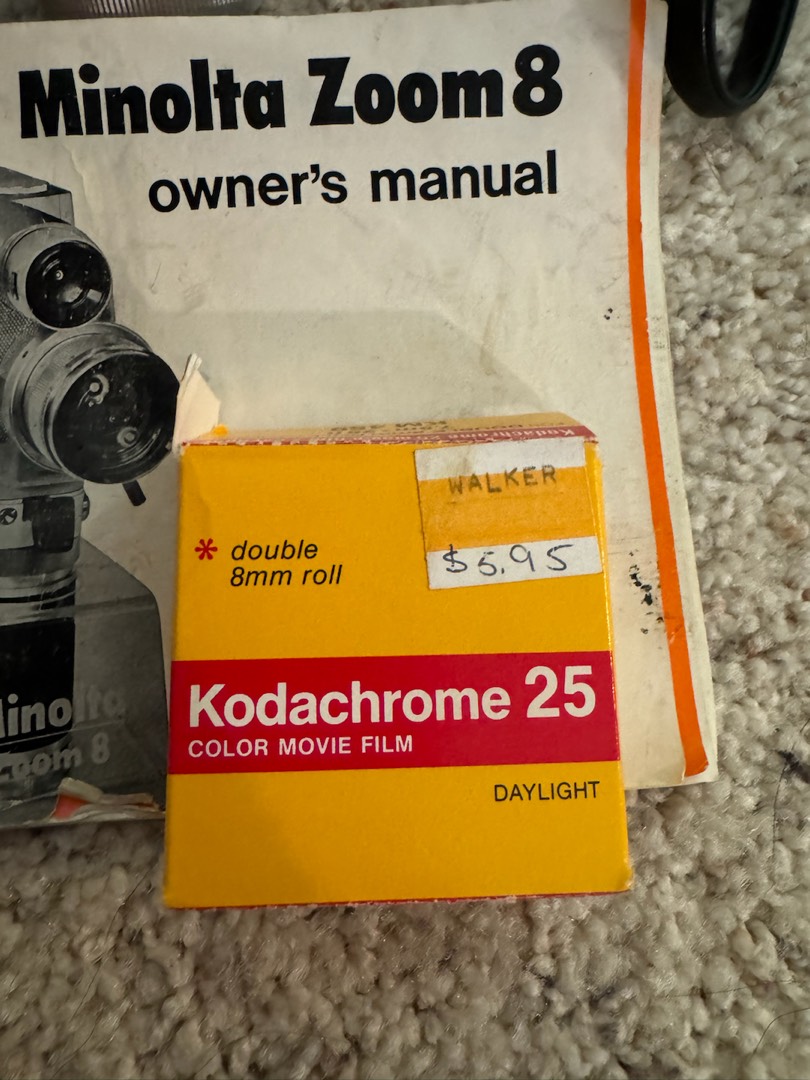 Minolta Zoom 8
owner's manual
WALKER
$5.95
* double
8mm roll
Kodachrome 25
COLOR MOVIE FILM
DAYLIGHT
Minolta
Zoom 8